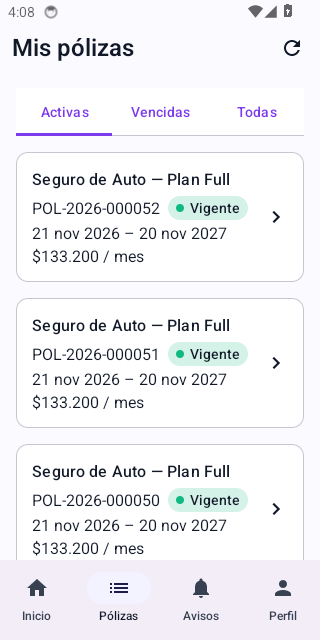 4:08
Mis pólizas
Activas
Vencidas
Todas
Seguro de Auto — Plan Full
POL-2026-000052 Vigente
21 nov 2026 – 20 nov 2027
$133.200 / mes
Seguro de Auto — Plan Full
POL-2026-000051 Vigente
21 nov 2026 – 20 nov 2027
$133.200 / mes
Seguro de Auto — Plan Full
POL-2026-000050 Vigente
21 nov 2026 – 20 nov 2027
$133.200 / mes
Inicio
Pólizas
Avisos
Perfil